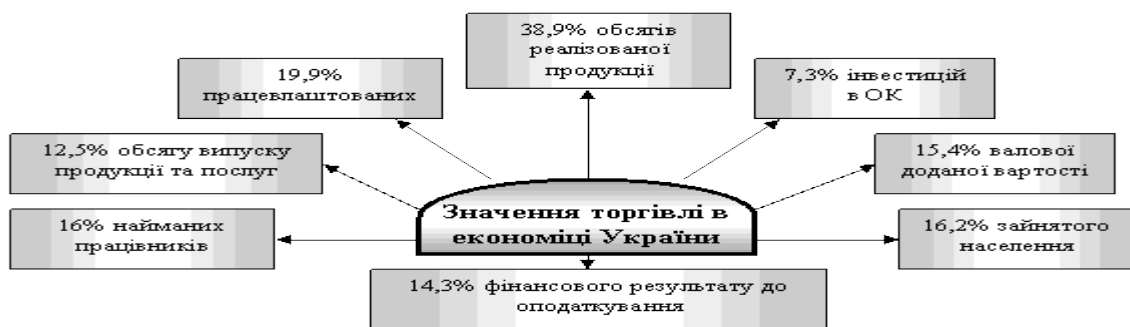 38,9% обсягів
реалізованої
продукції
19,9%
працевлаштованих
7,3% інвестицій
в ОК
12,5% обсягу випуску
продукції та послуг
15,4% валової
доданої вартості
Значення торгівлі в
економіці України
16% найманих
працівників
16,2% зайнятого
населення
14,3% фінансового результату до
оподаткування